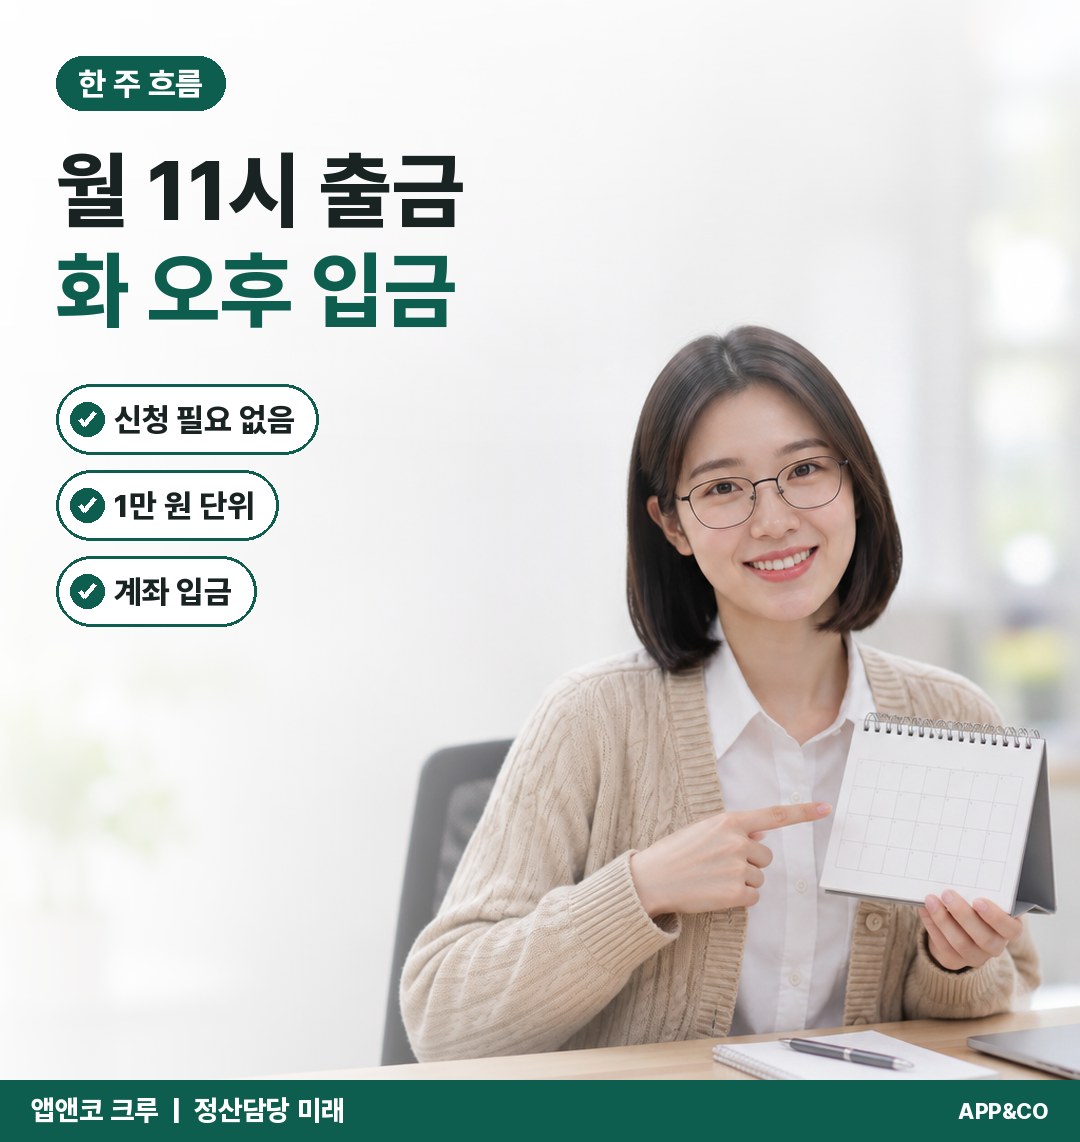 한 주 흐름
월 11시 출금
화 오후 입금
신청 필요 없음
1만 원 단위
계좌 입금
앱앤코 크루 | 정산담당 미래
APP&CO